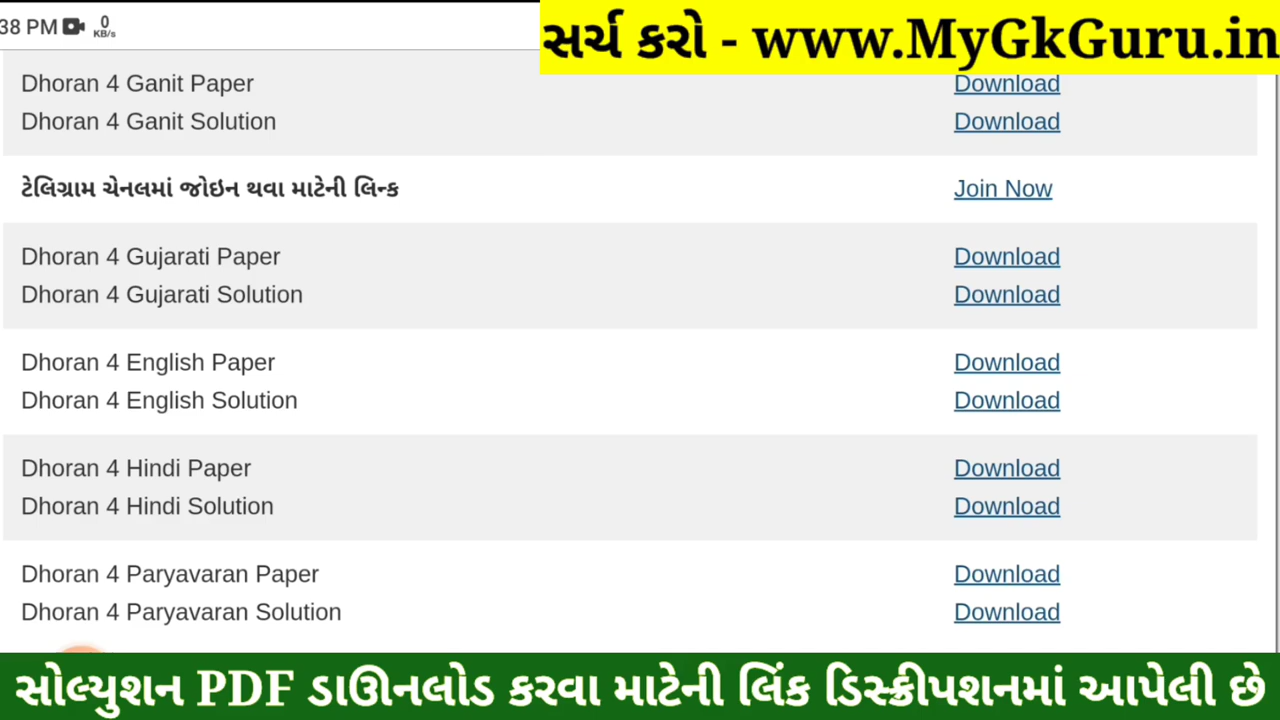 38 PM 0 KB/s
સર્ચ કરો - www.MyGkGuru.in
Dhoran 4 Ganit Paper Download
Dhoran 4 Ganit Solution Download
ટેલિગ્રામ ચેનલમાં જોઇન થવા માટેની લિન્ક Join Now
Dhoran 4 Gujarati Paper Download
Dhoran 4 Gujarati Solution Download
Dhoran 4 English Paper Download
Dhoran 4 English Solution Download
Dhoran 4 Hindi Paper Download
Dhoran 4 Hindi Solution Download
Dhoran 4 Paryavaran Paper Download
Dhoran 4 Paryavaran Solution Download
સોલ્યુશન PDF ડાઊનલોડ કરવા માટેની લિંક ડિસ્ક્રીપશનમાં આપેલી છે